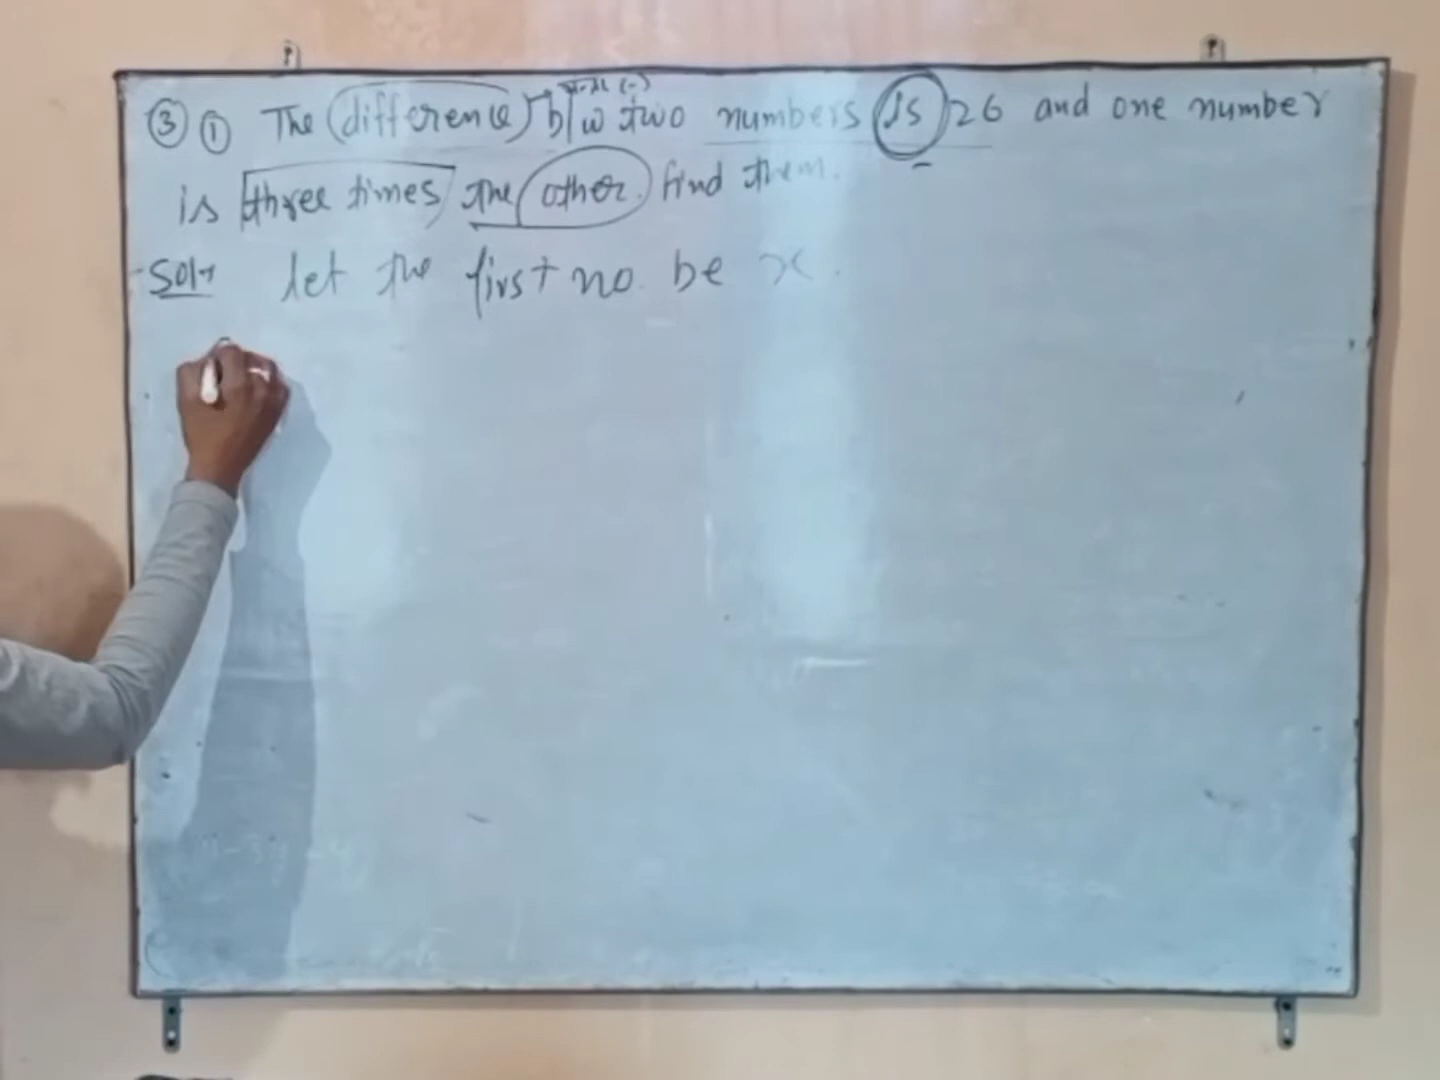 ③ ① The difference b/w two numbers is 26 and one number
is three times the other. find them.
Soln let the first no. be x.